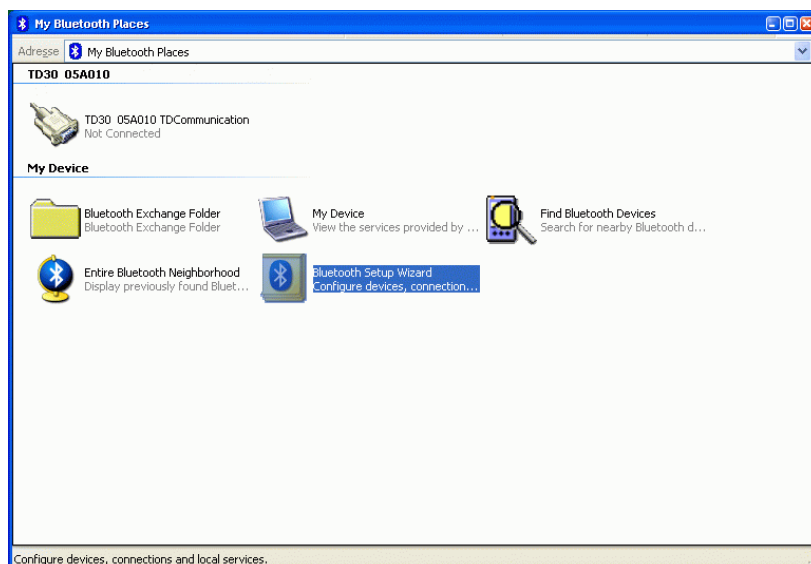 My Bluetooth Places
Adresse My Bluetooth Places
TD30 05A010
TD30 05A010 TDCommunication
Not Connected
My Device
Bluetooth Exchange Folder
Bluetooth Exchange Folder
My Device
View the services provided by ...
Find Bluetooth Devices
Search for nearby Bluetooth d...
Entire Bluetooth Neighborhood
Display previously found Bluet...
Bluetooth Setup Wizard
Configure devices, connection...
Configure devices, connections and local services.